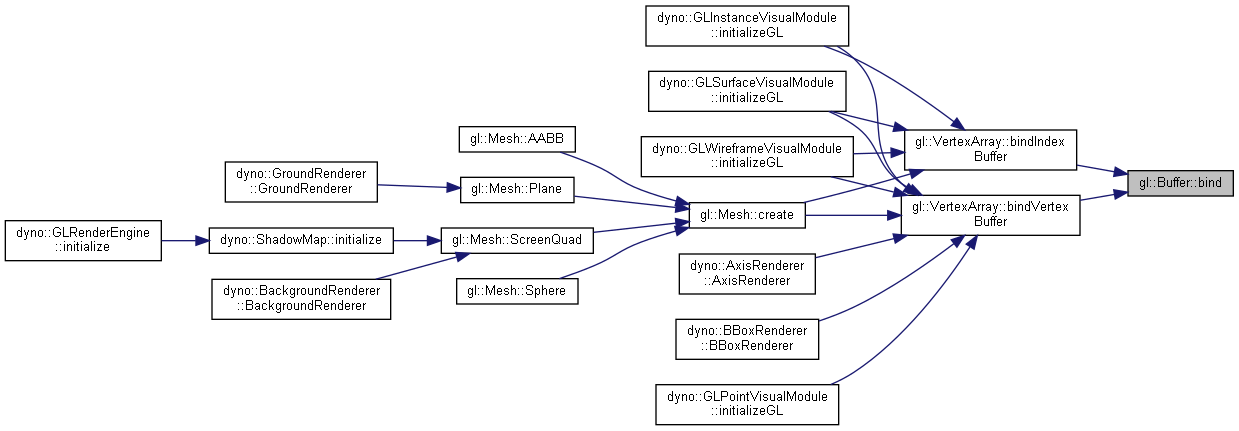 dyno::GLInstanceVisualModule
::initializeGL
dyno::GLSurfaceVisualModule
::initializeGL
gl::Mesh::AABB
dyno::GLWireframeVisualModule
::initializeGL
gl::VertexArray::bindIndex
Buffer
dyno::GroundRenderer
::GroundRenderer
gl::Mesh::Plane
gl::Buffer::bind
gl::Mesh::create
gl::VertexArray::bindVertex
Buffer
dyno::GLRenderEngine
::initialize
dyno::ShadowMap::initialize
gl::Mesh::ScreenQuad
dyno::AxisRenderer
::AxisRenderer
dyno::BackgroundRenderer
::BackgroundRenderer
gl::Mesh::Sphere
dyno::BBoxRenderer
::BBoxRenderer
dyno::GLPointVisualModule
::initializeGL